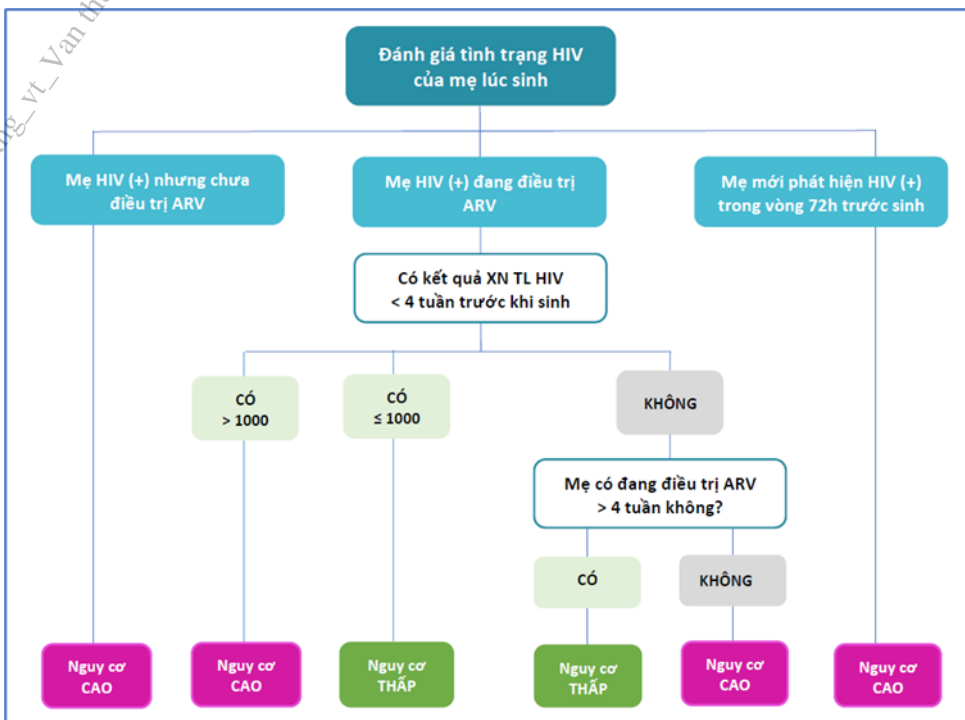 Đánh giá tình trạng HIV
của mẹ lúc sinh
Mẹ HIV (+) nhưng chưa
điều trị ARV
Mẹ HIV (+) đang điều trị
ARV
Mẹ mới phát hiện HIV (+)
trong vòng 72h trước sinh
Có kết quả XN TL HIV
< 4 tuần trước khi sinh
CÓ
> 1000
CÓ
≤ 1000
KHÔNG
Mẹ có đang điều trị ARV
> 4 tuần không?
CÓ
KHÔNG
Nguy cơ
CAO
Nguy cơ
CAO
Nguy cơ
THẤP
Nguy cơ
THẤP
Nguy cơ
CAO
Nguy cơ
CAO
_vt_Van